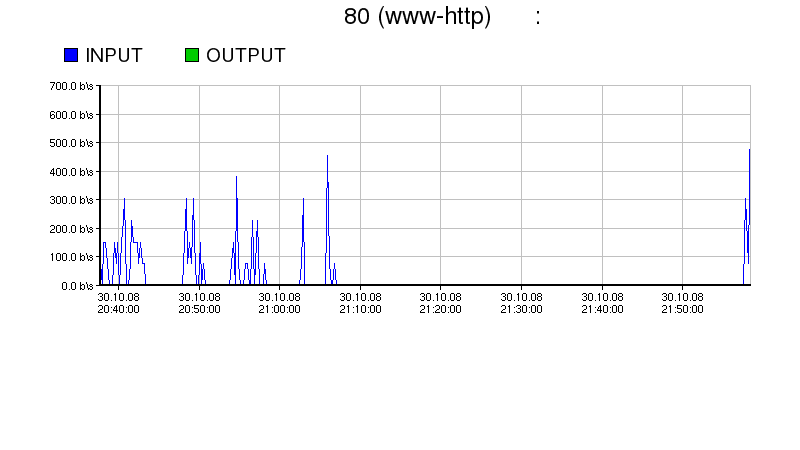 80 (www-http) :
INPUT OUTPUT
700.0 b\s
600.0 b\s
500.0 b\s
400.0 b\s
300.0 b\s
200.0 b\s
100.0 b\s
0.0 b\s
30.10.08 30.10.08 30.10.08 30.10.08 30.10.08 30.10.08 30.10.08 30.10.08
20:40:00 20:50:00 21:00:00 21:10:00 21:20:00 21:30:00 21:40:00 21:50:00